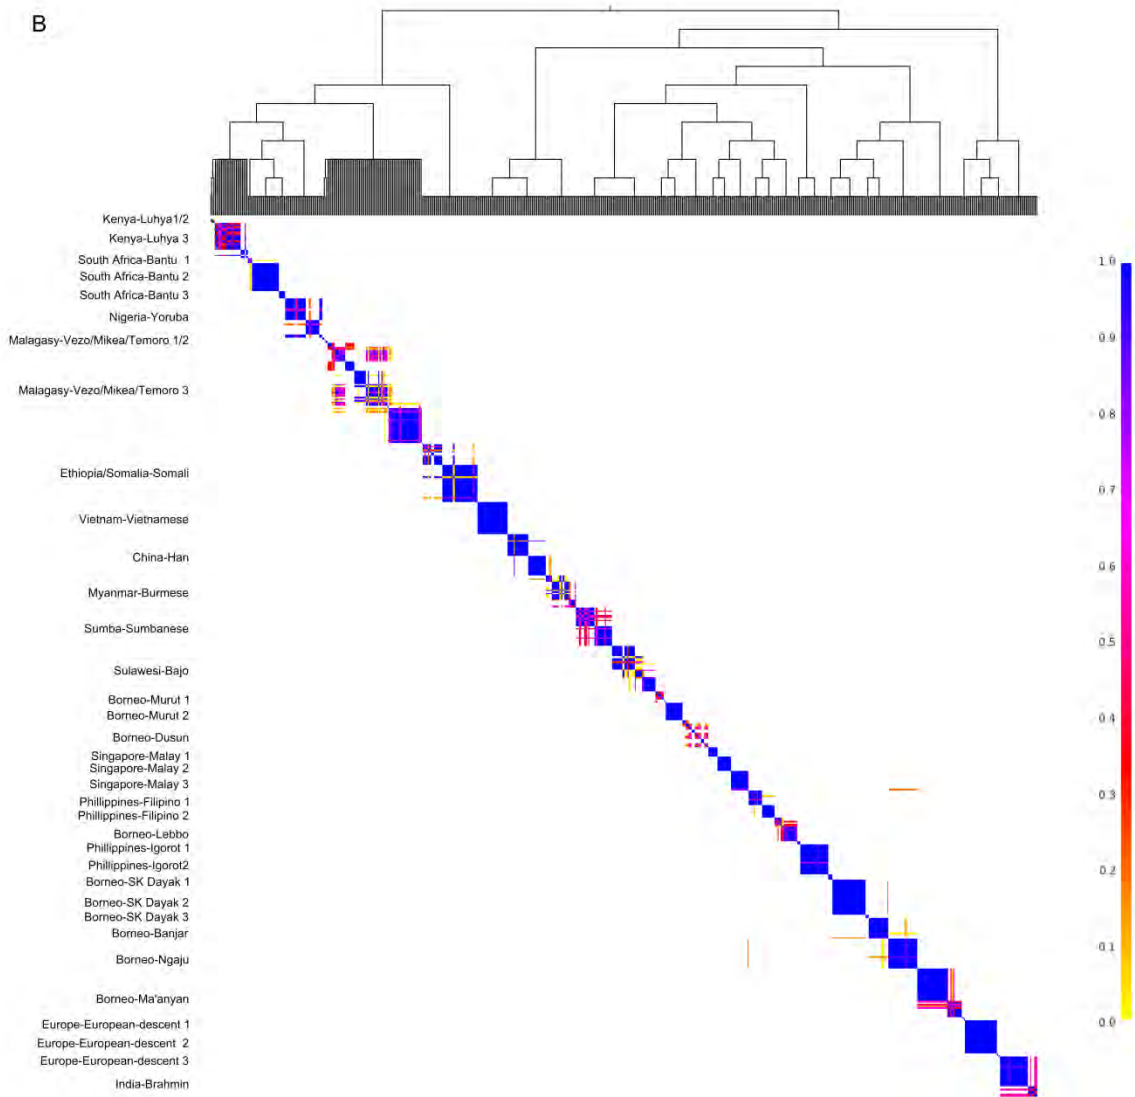 B
Kenya-Luhya1/2
Kenya-Luhya 3
South Africa-Bantu 1
South Africa-Bantu 2
South Africa-Bantu 3
Nigeria-Yoruba
Malagasy-Vezo/Mikea/Temoro 1/2
Malagasy-Vezo/Mikea/Temoro 3
Ethiopia/Somalia-Somali
Vietnam-Vietnamese
China-Han
Myanmar-Burmese
Sumba-Sumbanese
Sulawesi-Bajo
Borneo-Murut 1
Borneo-Murut 2
Borneo-Dusun
Singapore-Malay 1
Singapore-Malay 2
Singapore-Malay 3
Phillippines-Filipino 1
Phillippines-Filipino 2
Borneo-Lebbo
Phillippines-Igorot 1
Phillippines-Igorot2
Borneo-SK Dayak 1
Borneo-SK Dayak 2
Borneo-SK Dayak 3
Borneo-Banjar
Borneo-Ngaju
Borneo-Ma'anyan
Europe-European-descent 1
Europe-European-descent 2
Europe-European-descent 3
India-Brahmin
1.0
0.9
0.8
0.7
0.6
0.5
0.4
0.3
0.2
0.1
0.0